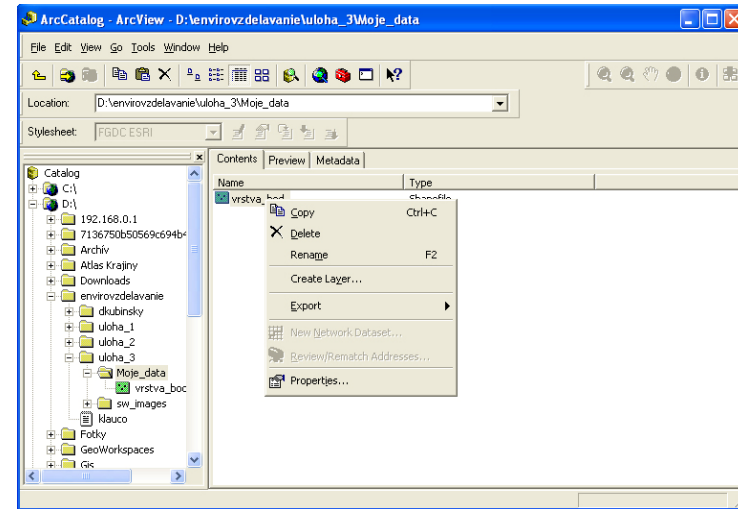 ArcCatalog - ArcView - D:\envirovzdelavanie\uloha_3\Moje_data
File Edit View Go Tools Window Help
Location: D:\envirovzdelavanie\uloha_3\Moje_data
Stylesheet: FGDC ESRI
Contents Preview Metadata
Name Type
Catalog
C:\
D:\
192.168.0.1
7136750b50569c694b
Archív
Atlas Krajiny
Downloads
envirovzdelavanie
dkubinsky
uloha_1
uloha_2
uloha_3
Moje_data
vrstva_boc
sw_images
klauco
Fotky
GeoWorkspaces
Gis
vrstva_bod Shapefile
Copy Ctrl+C
Delete
Rename F2
Create Layer...
Export
New Network Dataset...
Review/Rematch Addresses...
Properties...